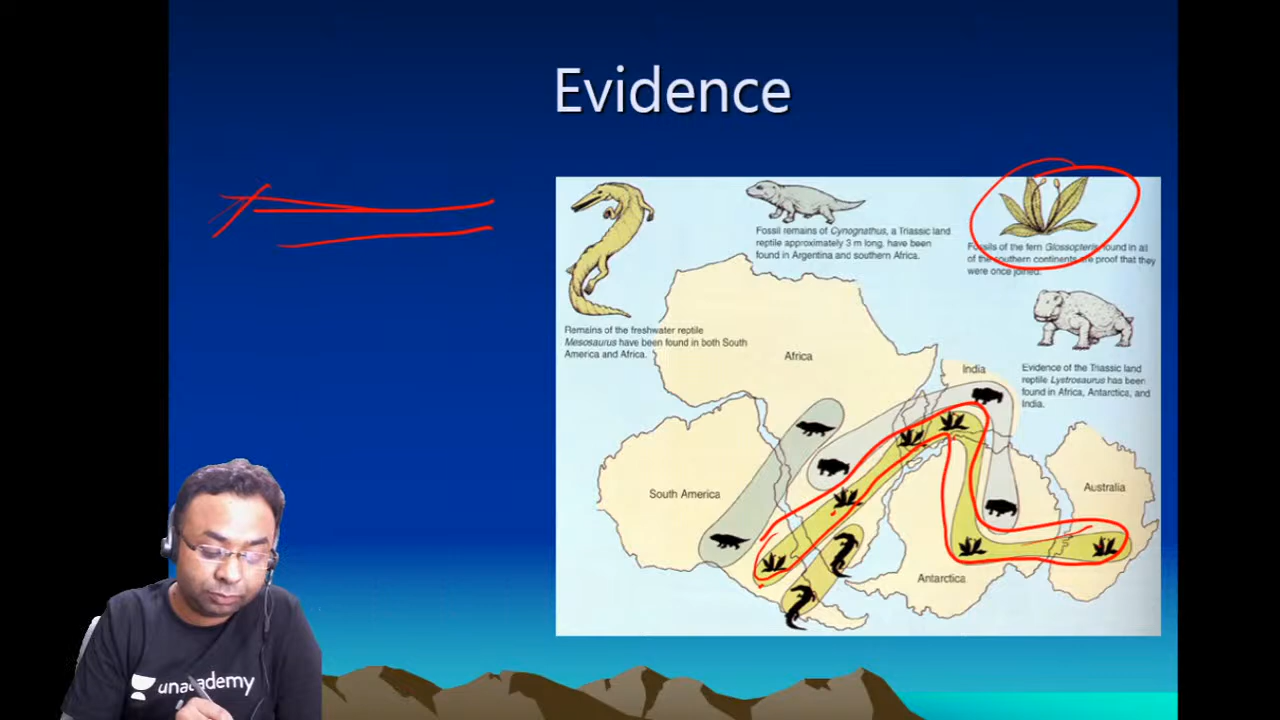 Evidence
Fossil remains of Cynognathus, a Triassic land
reptile approximately 3 m long, have been
found in Argentina and southern Africa.
Fossils of the fern Glossopteris, found in all
of the southern continents are proof that they
were once joined.
Remains of the freshwater reptile
Mesosaurus have been found in both South
America and Africa.
Africa
India
Evidence of the Triassic land
reptile Lystrosaurus has been
found in Africa, Antarctica, and
India.
South America
Australia
Antarctica
unacademy